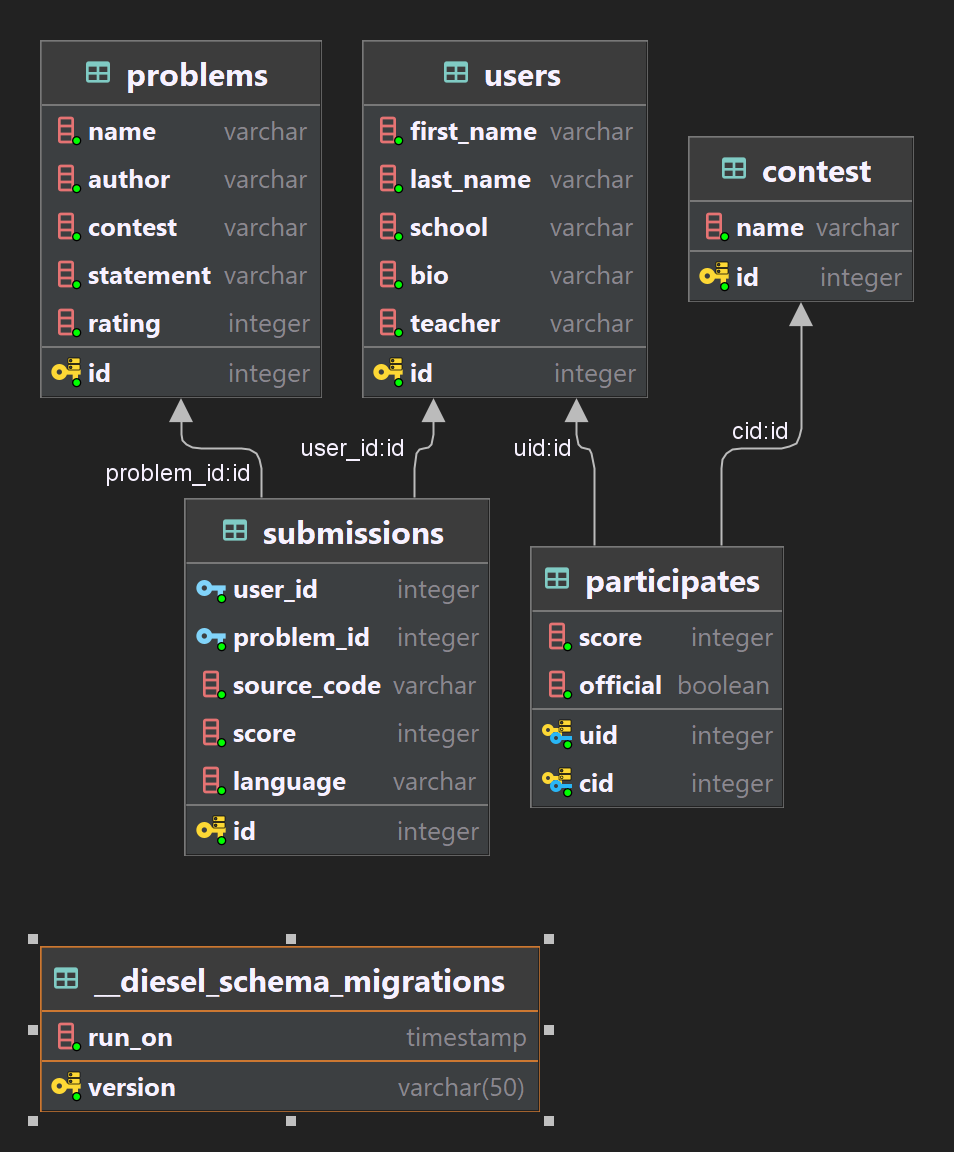 problems
name varchar
author varchar
contest varchar
statement varchar
rating integer
id integer
users
first_name varchar
last_name varchar
school varchar
bio varchar
teacher varchar
id integer
contest
name varchar
id integer
problem_id:id
user_id:id
uid:id
cid:id
submissions
user_id integer
problem_id integer
source_code varchar
score integer
language varchar
id integer
participates
score integer
official boolean
uid integer
cid integer
__diesel_schema_migrations
run_on timestamp
version varchar(50)